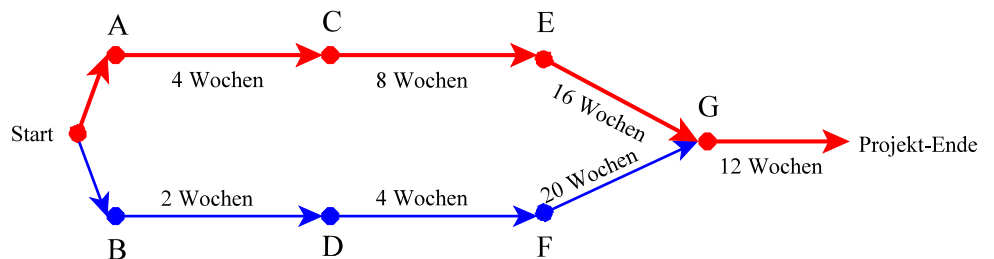 A
C
E
4 Wochen
8 Wochen
16 Wochen
Start
G
12 Wochen
Projekt-Ende
2 Wochen
4 Wochen
20 Wochen
B
D
F